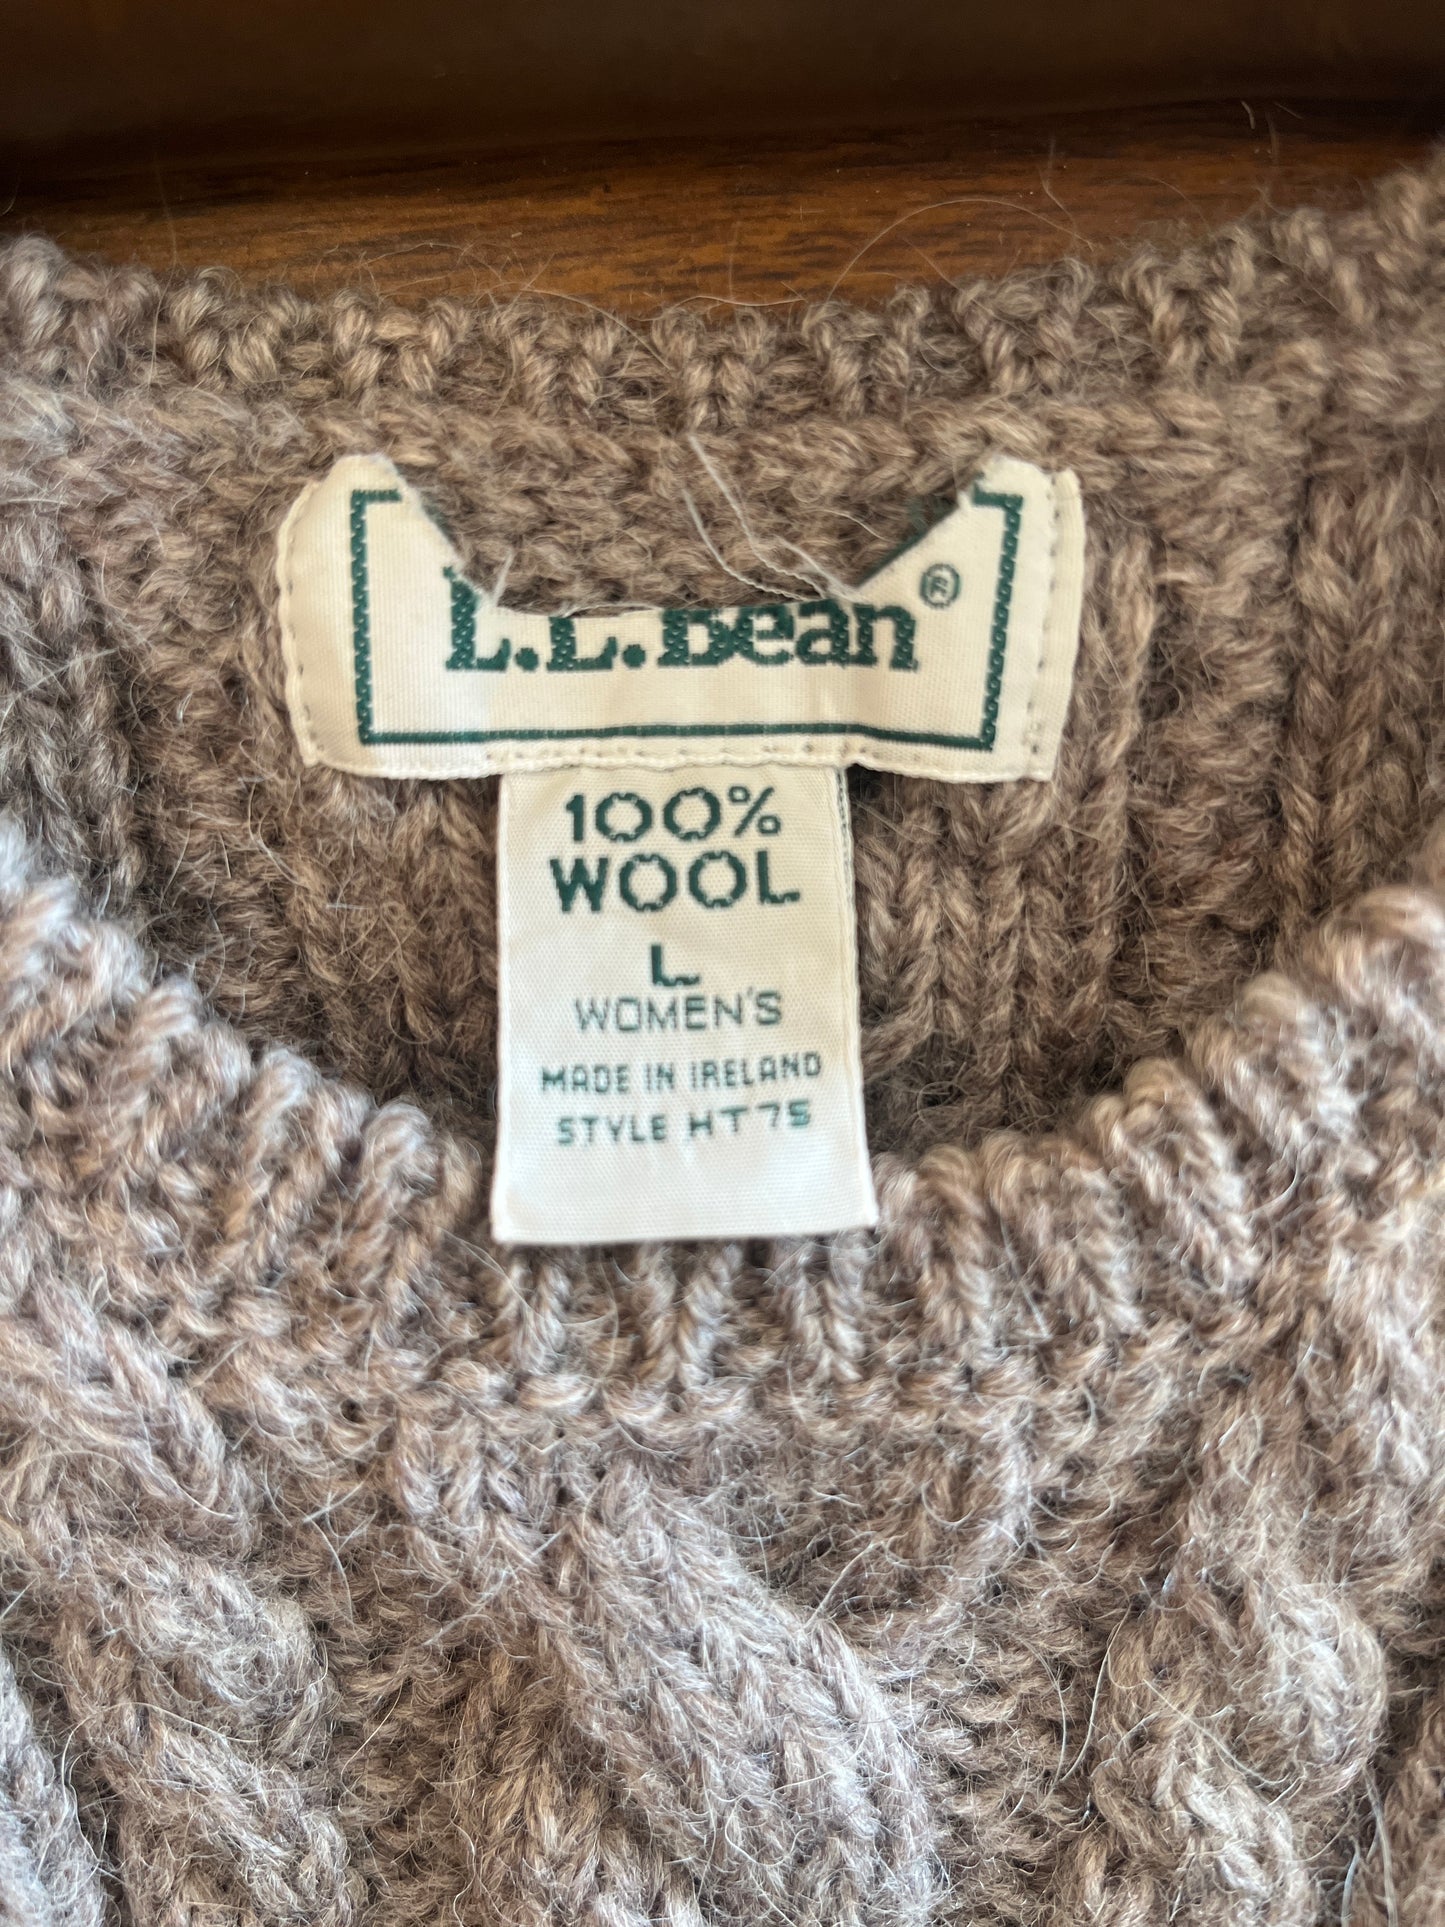 L.L.Bean®
100%
WOOL
L
WOMEN'S
MADE IN IRELAND
STYLE HT75